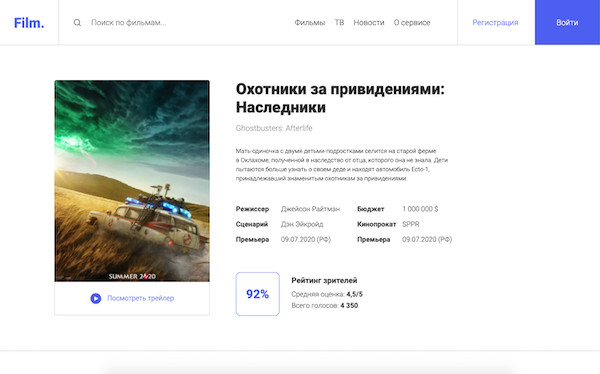 Film.
Поиск по фильмам...
Фильмы ТВ Новости О сервисе
Регистрация
Войти
Охотники за привидениями:
Наследники
Ghostbusters: Afterlife
Мать-одиночка с двумя детьми-подростками селится на старой ферме
в Оклахоме, полученной в наследство от отца, которого она не знала. Дети
пытаются больше узнать о своем деде и находят автомобиль Ecto-1,
принадлежавший знаменитым охотникам за привидениями.
Режиссер Джейсон Райтман Бюджет 1 000 000 $
Сценарий Дэн Эйкройд Кинопрокат SPPR
Премьера 09.07.2020 (РФ) Премьера 09.07.2020 (РФ)
SUMMER 2020
Посмотреть трейлер
92%
Рейтинг зрителей
Средняя оценка: 4,5/5
Всего голосов: 4 350